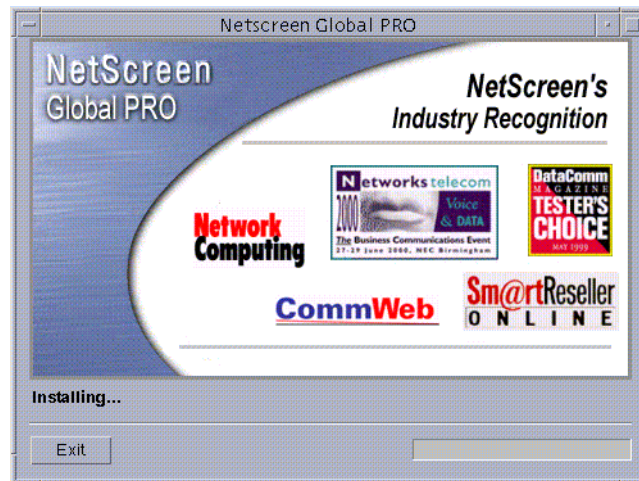 Netscreen Global PRO
NetScreen
Global PRO
NetScreen's
Industry Recognition
Networks telecom
2000
Voice
& DATA
The Business Communications Event
27-29 June 2000, NEC Birmingham
DataComm
MAGAZINE
TESTER'S
CHOICE
MAY 1999
Network
Computing
CommWeb
Sm@rtReseller
ONLINE
Installing...
Exit